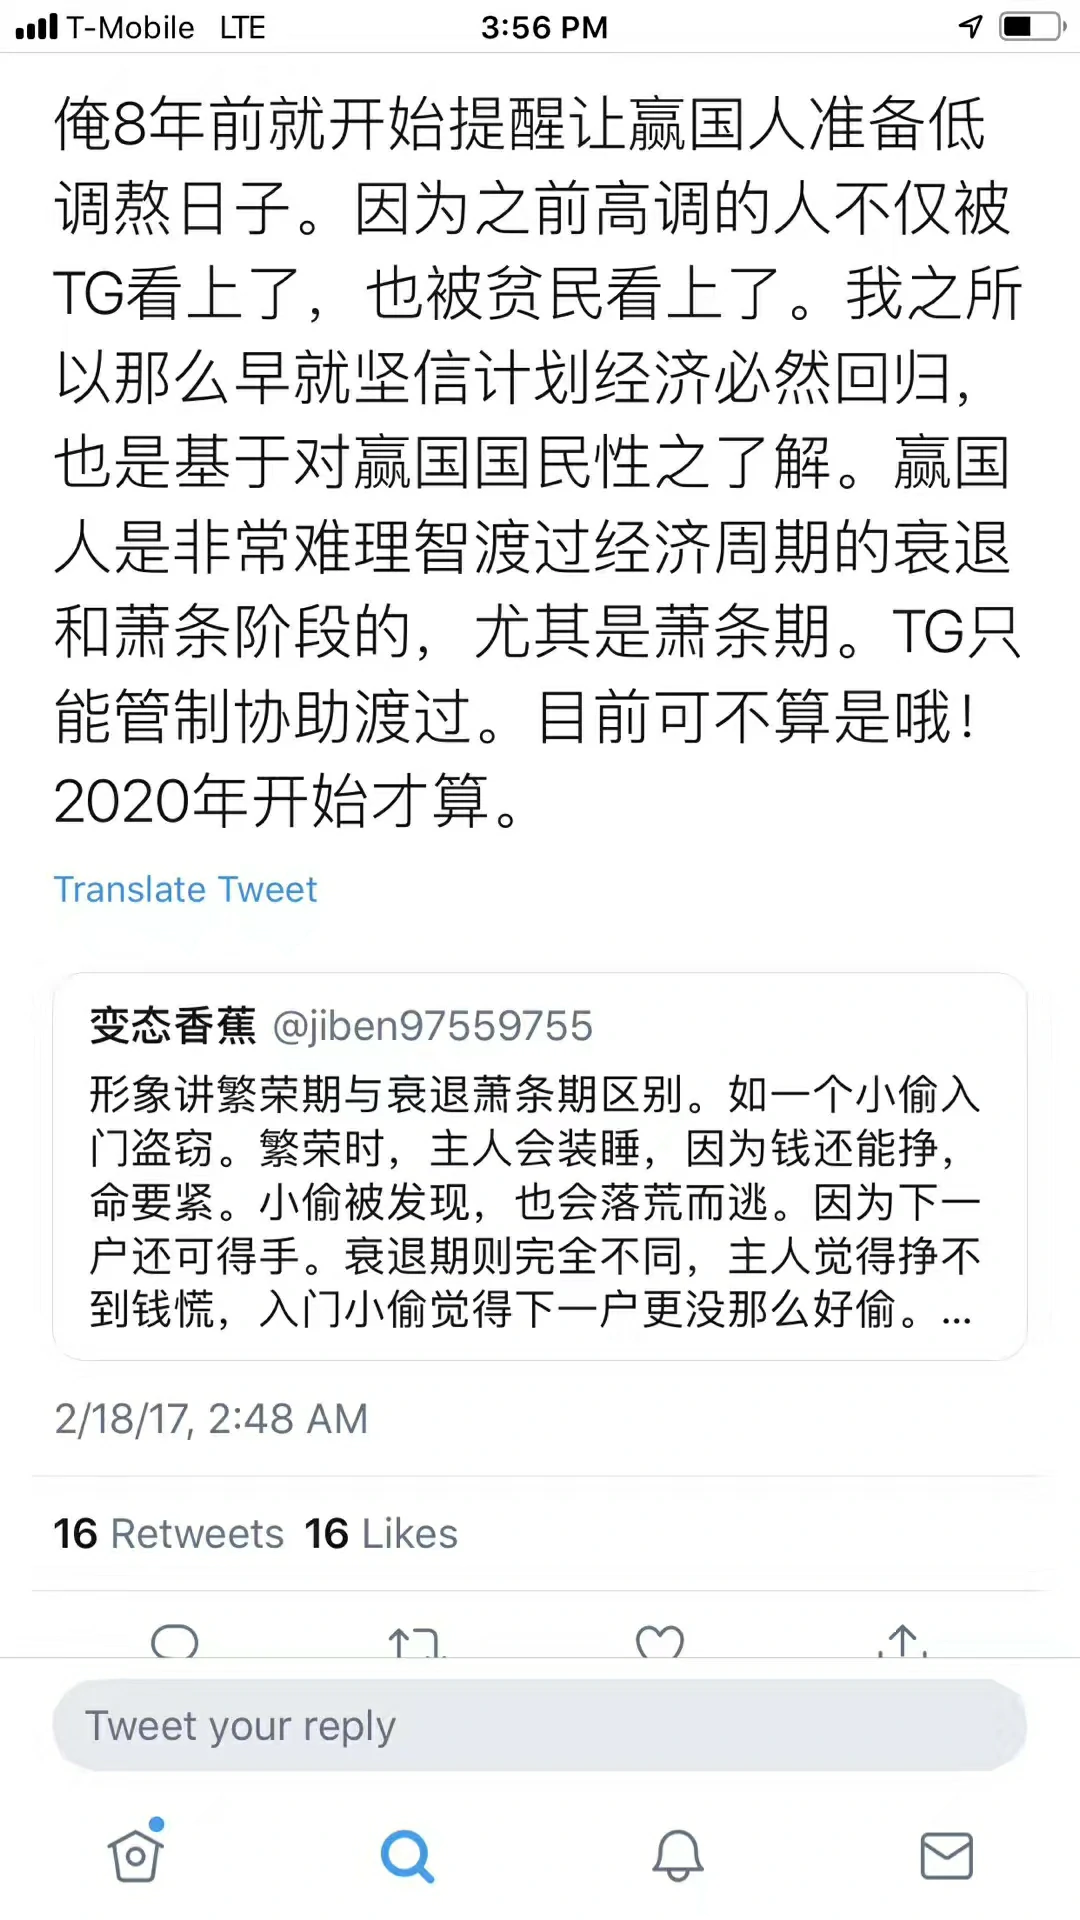 T-Mobile LTE 3:56 PM
俺8年前就开始提醒让赢国人准备低
调熬日子。因为之前高调的人不仅被
TG看上了，也被贫民看上了。我之所
以那么早就坚信计划经济必然回归，
也是基于对赢国国民性之了解。赢国
人是非常难理智渡过经济周期的衰退
和萧条阶段的，尤其是萧条期。TG只
能管制协助渡过。目前可不算是哦！
2020年开始才算。
Translate Tweet
变态香蕉 @jiben97559755
形象讲繁荣期与衰退萧条期区别。如一个小偷入
门盗窃。繁荣时，主人会装睡，因为钱还能挣，
命要紧。小偷被发现，也会落荒而逃。因为下一
户还可得手。衰退期则完全不同，主人觉得挣不
到钱慌，入门小偷觉得下一户更没那么好偷。...
2/18/17, 2:48 AM
16 Retweets 16 Likes
Tweet your reply